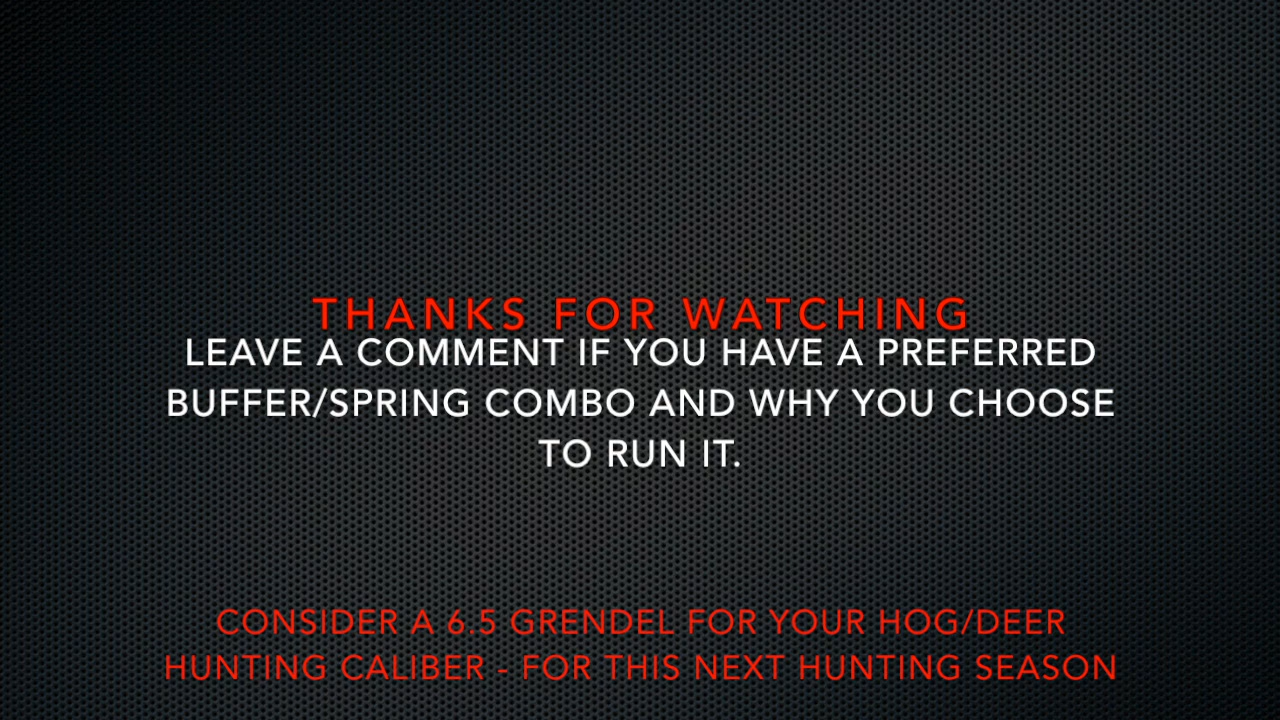 THANKS FOR WATCHING
LEAVE A COMMENT IF YOU HAVE A PREFERRED
BUFFER/SPRING COMBO AND WHY YOU CHOOSE
TO RUN IT.
CONSIDER A 6.5 GRENDEL FOR YOUR HOG/DEER
HUNTING CALIBER - FOR THIS NEXT HUNTING SEASON